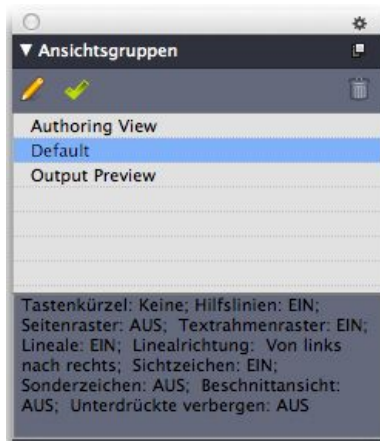 Ansichtsgruppen
Authoring View
Default
Output Preview
Tastenkürzel: Keine; Hilfslinien: EIN;
Seitenraster: AUS; Textrahmenraster: EIN;
Lineale: EIN; Linealrichtung: Von links
nach rechts; Sichtzeichen: EIN;
Sonderzeichen: AUS; Beschnittansicht:
AUS; Unterdrückte verbergen: AUS